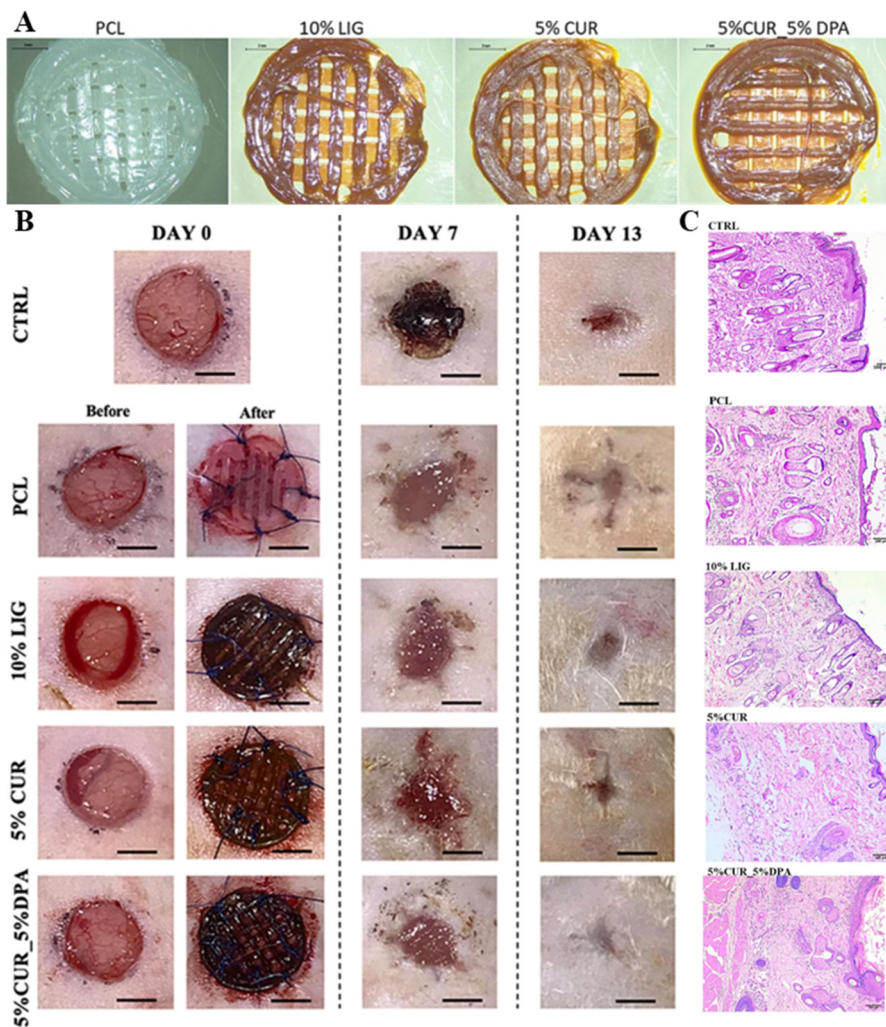 A
PCL
10% LIG
5% CUR
5%CUR_5% DPA
B
DAY 0
DAY 7
DAY 13
C
CTRL
Before
After
PCL
10% LIG
5% CUR
5%CUR_5%DPA
CTRL
PCL
10% LIG
5%CUR
5%CUR_5%DPA